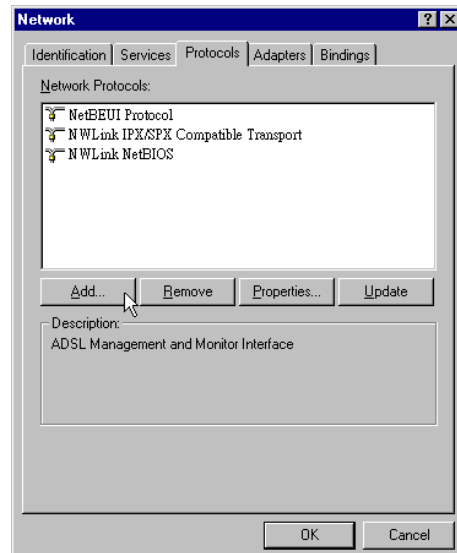 Network
Identification Services Protocols Adapters Bindings
Network Protocols:
NetBEUI Protocol
NWLink IPX/SPX Compatible Transport
NWLink NetBIOS
Add... Remove Properties... Update
Description:
ADSL Management and Monitor Interface
OK Cancel